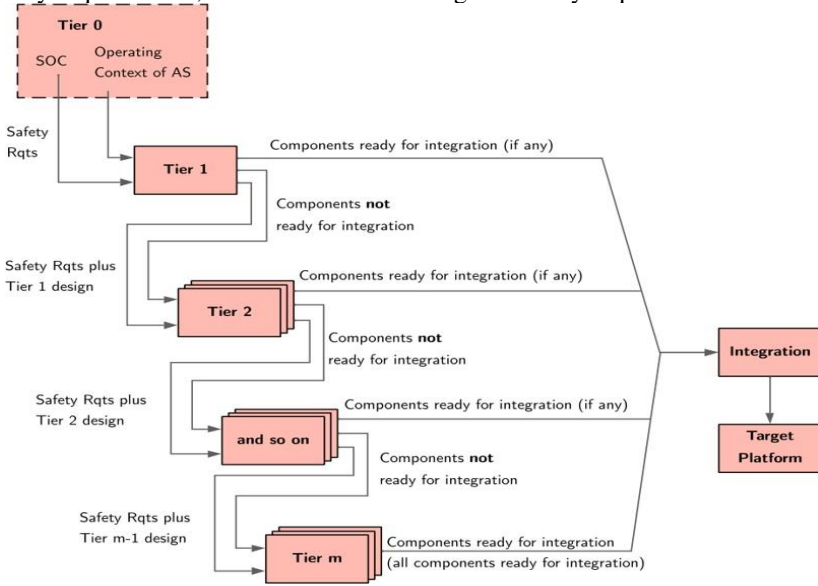 Tier 0
SOC
Operating
Context of AS
Safety
Rqts
Tier 1
Components ready for integration (if any)
Components not
ready for integration
Safety Rqts plus
Tier 1 design
Tier 2
Components ready for integration (if any)
Components not
ready for integration
Safety Rqts plus
Tier 2 design
and so on
Components ready for integration (if any)
Components not
ready for integration
Safety Rqts plus
Tier m-1 design
Tier m
Components ready for integration
(all components ready for integration)
Integration
Target
Platform